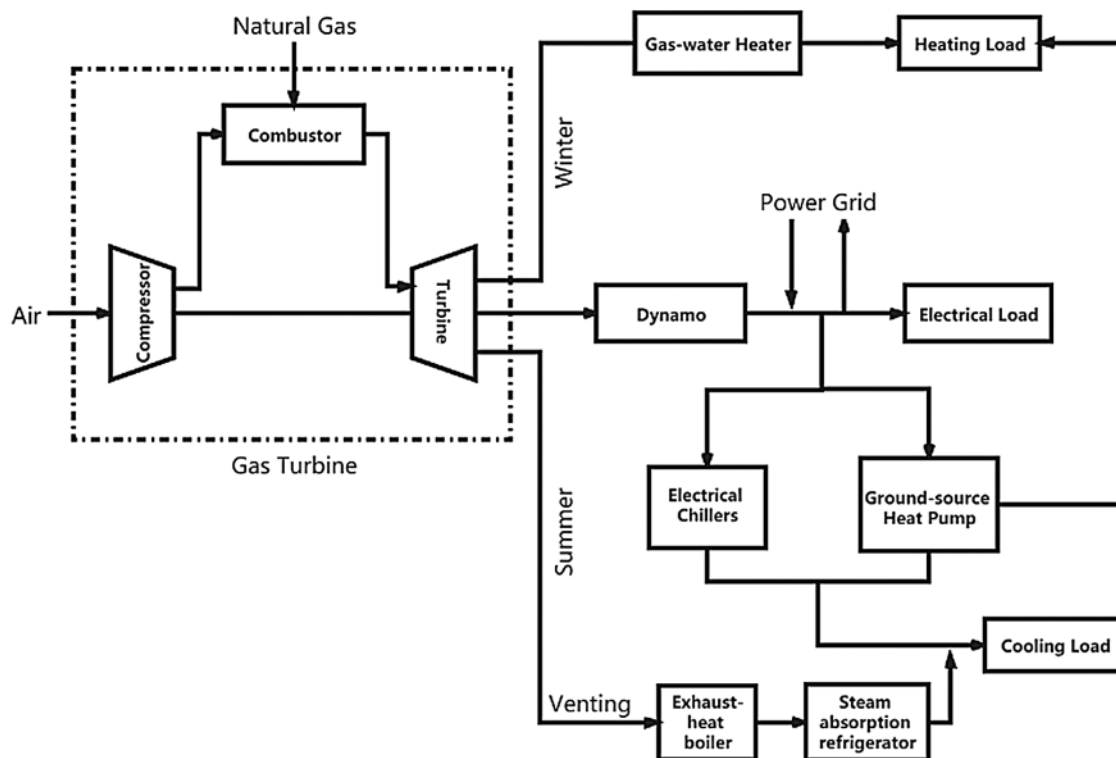 Natural Gas
Gas-water Heater
Heating Load
Combustor
Winter
Power Grid
Air
Compressor
Turbine
Dynamo
Electrical Load
Gas Turbine
Electrical
Chillers
Ground-source
Heat Pump
Summer
Cooling Load
Venting
Exhaust-
heat
boiler
Steam
absorption
refrigerator